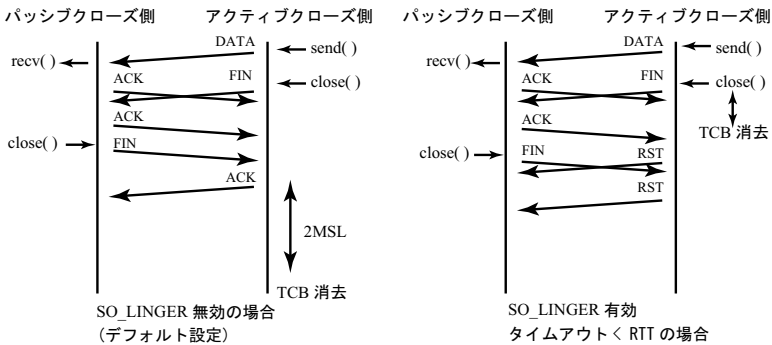 パッシブクローズ側
アクティブクローズ側
DATA
send( )
recv( )
ACK
FIN
close( )
ACK
close( )
FIN
ACK
2MSL
TCB 消去
SO_LINGER 無効の場合
(デフォルト設定)
パッシブクローズ側
アクティブクローズ側
DATA
send( )
recv( )
ACK
FIN
close( )
ACK
TCB 消去
close( )
FIN
RST
RST
SO_LINGER 有効
タイムアウト< RTT の場合